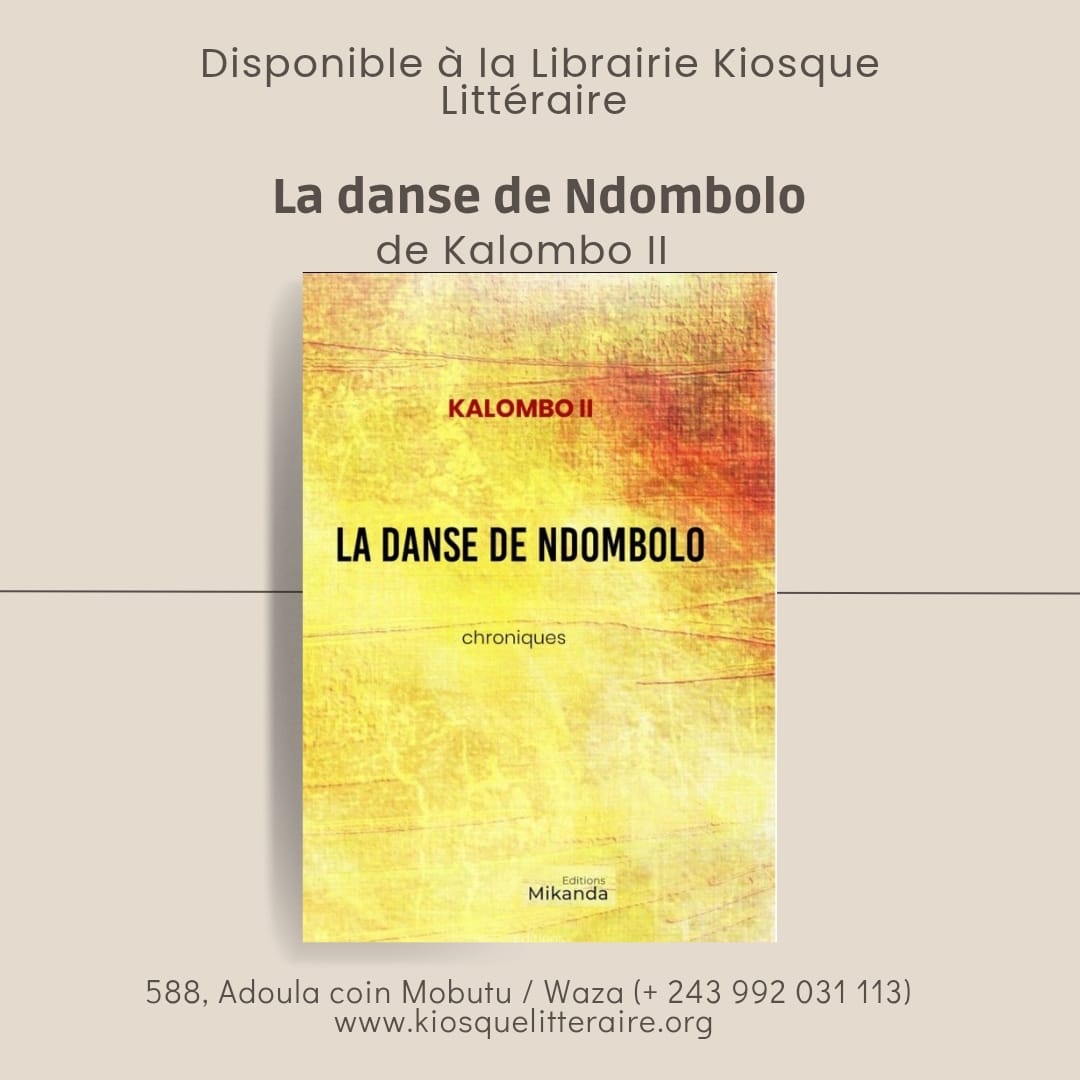 Disponible à la Librairie Kiosque
Littéraire
La danse de Ndombolo
de Kalombo II
KALOMBO II
LA DANSE DE NDOMBOLO
chroniques
Editions
Mikanda
588, Adoula coin Mobutu / Waza (+ 243 992 031 113)
www.kiosquelitteraire.org